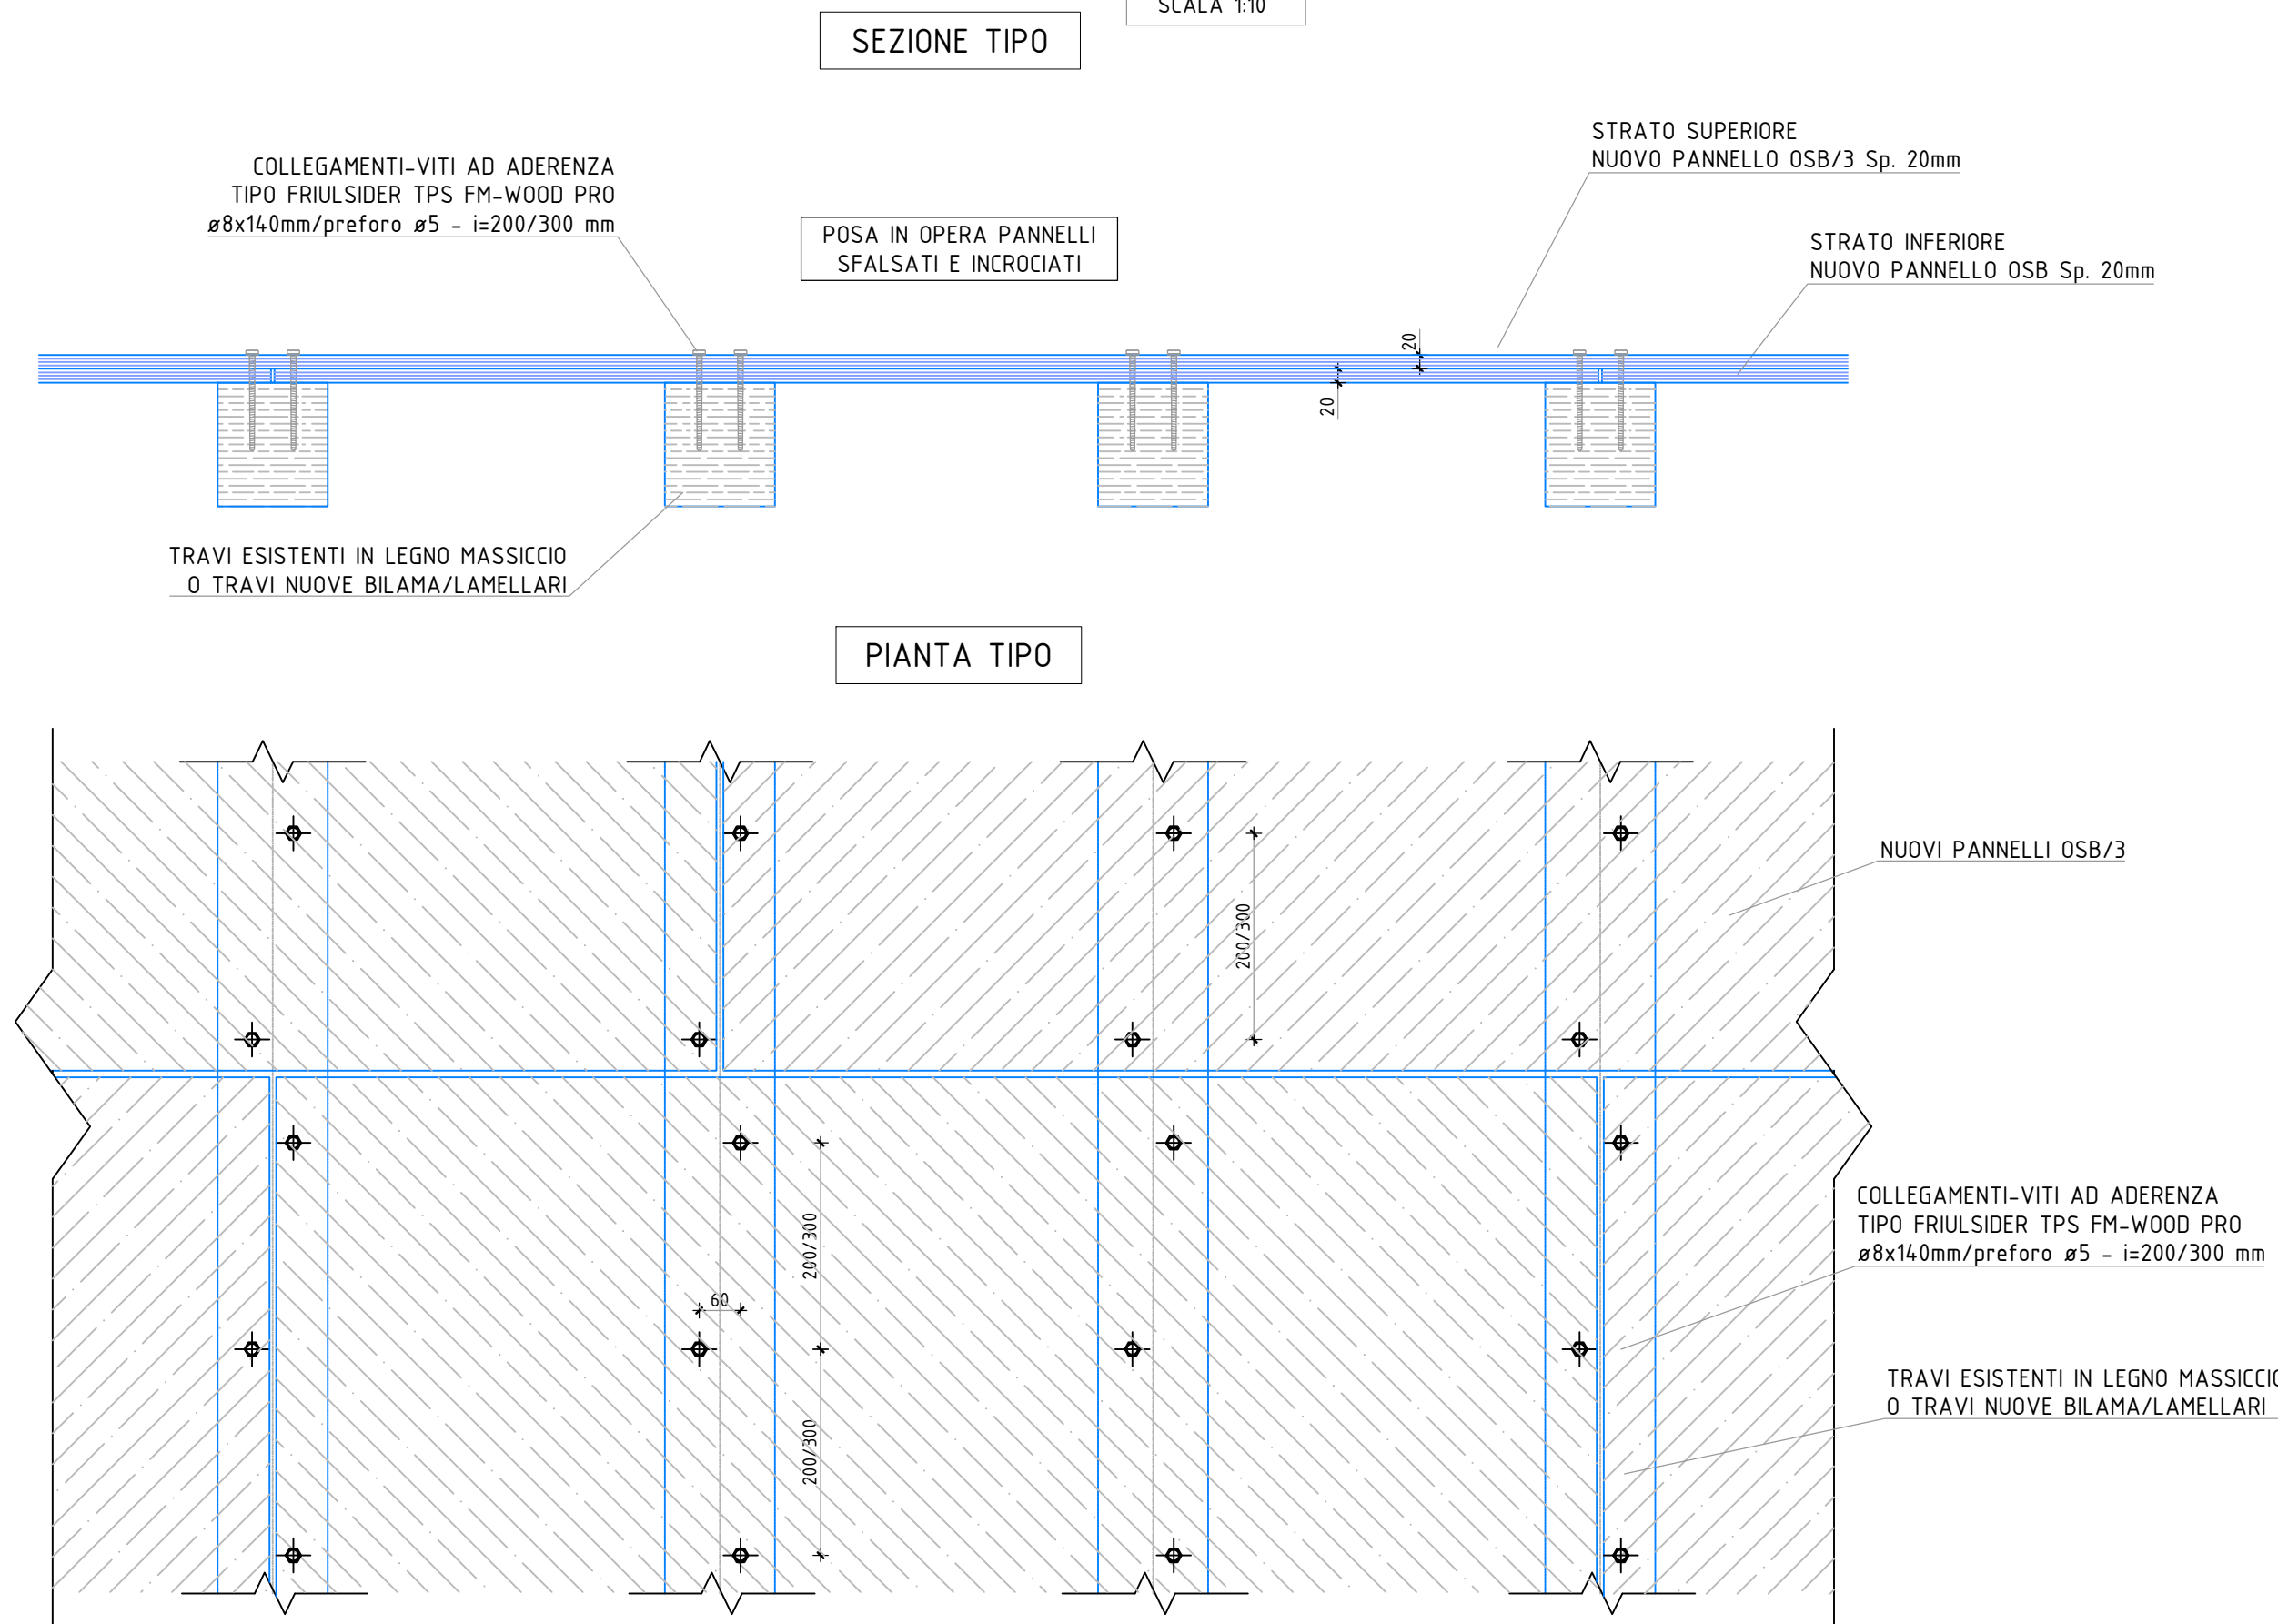 SCALA 1:10
SEZIONE TIPO
COLLEGAMENTI-VITI AD ADERENZA
TIPO FRIULSIDER TPS FM-WOOD PRO
ø8x140mm/preforo ø5 - i=200/300 mm
POSA IN OPERA PANNELLI
SFALSATI E INCROCIATI
STRATO SUPERIORE
NUOVO PANNELLO OSB/3 Sp. 20mm
STRATO INFERIORE
NUOVO PANNELLO OSB Sp. 20mm
20
20
TRAVI ESISTENTI IN LEGNO MASSICCIO
O TRAVI NUOVE BILAMA/LAMELLARI
PIANTA TIPO
NUOVI PANNELLI OSB/3
200/300
200/300
60
200/300
COLLEGAMENTI-VITI AD ADERENZA
TIPO FRIULSIDER TPS FM-WOOD PRO
ø8x140mm/preforo ø5 - i=200/300 mm
TRAVI ESISTENTI IN LEGNO MASSICCIO
O TRAVI NUOVE BILAMA/LAMELLARI